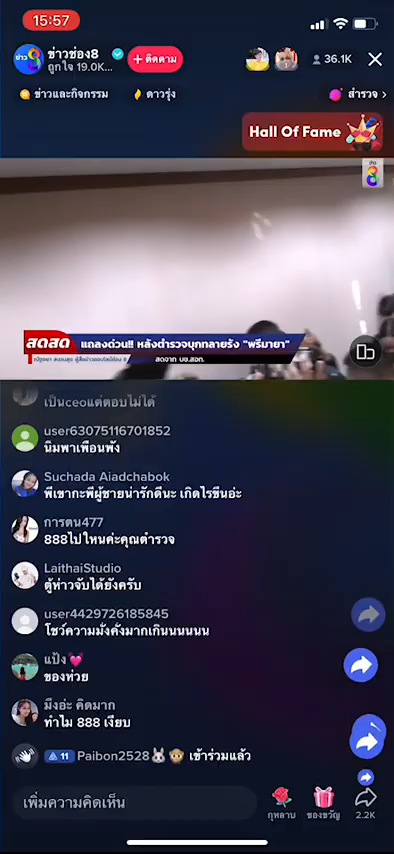 15:57
ข่าวช่อง8
ถูกใจ 19.0K...
+ ติดตาม
36.1K
ข่าวและกิจกรรม
ดาวรุ่ง
สำรวจ >
Hall Of Fame
ข่าว 8
สดสด
แถลงด่วน!! หลังตำรวจบุกทลายรัง "พรีมายา"
สดจาก บช.สอท.
เป็นceoแต่ตอบไม่ได้
user63075116701852
นิมพาเพือนพัง
Suchada Aiadchabok
พีเขากะพีผู้ชายน่ารักดีนะ เกิดไรขึนอ่ะ
การตน477
888ไปใหนค่ะคุณตำรวจ
LaithaiStudio
ตู้ห่าวจับได้ยังครับ
user4429726185845
โชว์ความมั่งคั่งมากเกินนนนนน
แป้ง💓
ของห่วย
มึงอ่ะ คิดมาก
ทำไม 888 เงียบ
11 Paibon2528🐰🐵 เข้าร่วมแล้ว
เพิ่มความคิดเห็น
กุหลาบ
ของขวัญ
2.2K